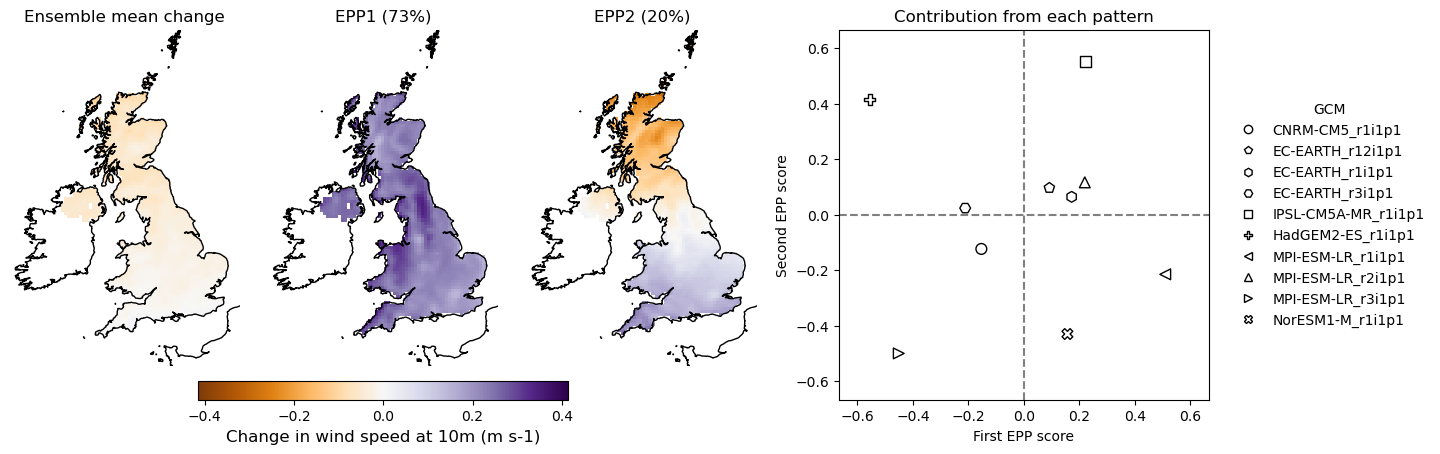 Ensemble mean change
EPP1 (73%)
EPP2 (20%)
Contribution from each pattern
−0.4
−0.2
0.0
0.2
0.4
Change in wind speed at 10m (m s-1)
Second EPP score
0.6
0.4
0.2
0.0
−0.2
−0.4
−0.6
−0.6
−0.4
−0.2
0.0
0.2
0.4
0.6
First EPP score
GCM
CNRM-CM5_r1i1p1
EC-EARTH_r12i1p1
EC-EARTH_r1i1p1
EC-EARTH_r3i1p1
IPSL-CM5A-MR_r1i1p1
HadGEM2-ES_r1i1p1
MPI-ESM-LR_r1i1p1
MPI-ESM-LR_r2i1p1
MPI-ESM-LR_r3i1p1
NorESM1-M_r1i1p1